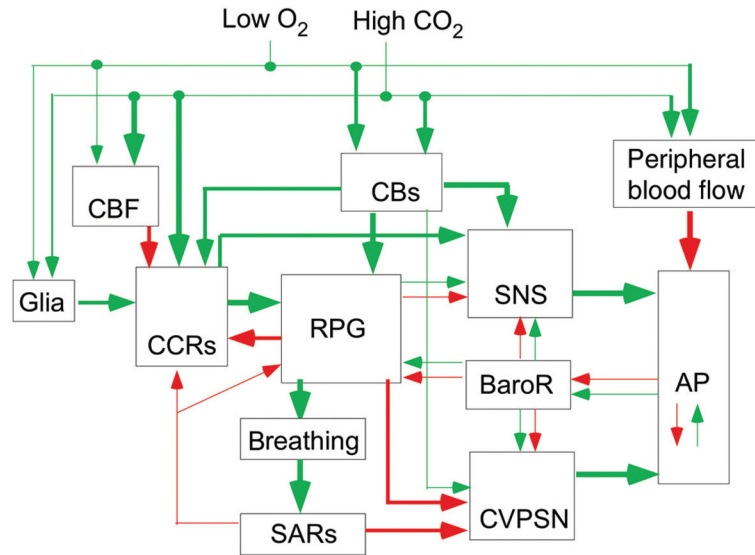 Low O₂ High CO₂
Peripheral
blood flow
CBF
CBs
Glia
CCRs
RPG
SNS
BaroR
AP
Breathing
SARs
CVPSN